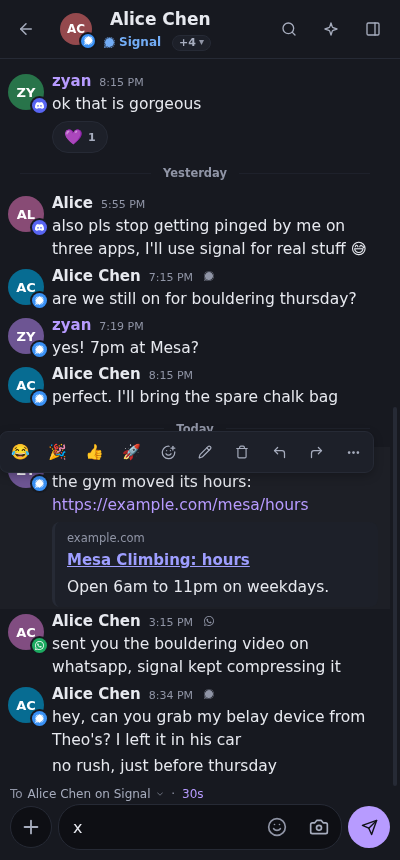 AC
Alice Chen
Signal
+4
ZY
zyan 8:15 PM
ok that is gorgeous
💜 1
Yesterday
AL
Alice 5:55 PM
also pls stop getting pinged by me on
three apps, I'll use signal for real stuff 😅
AC
Alice Chen 7:15 PM
are we still on for bouldering thursday?
ZY
zyan 7:19 PM
yes! 7pm at Mesa?
AC
Alice Chen 8:15 PM
perfect. I'll bring the spare chalk bag
Today
the gym moved its hours:
https://example.com/mesa/hours
example.com
Mesa Climbing: hours
Open 6am to 11pm on weekdays.
AC
Alice Chen 3:15 PM
sent you the bouldering video on
whatsapp, signal kept compressing it
AC
Alice Chen 8:34 PM
hey, can you grab my belay device from
Theo's? I left it in his car
no rush, just before thursday
To Alice Chen on Signal · 30s
x